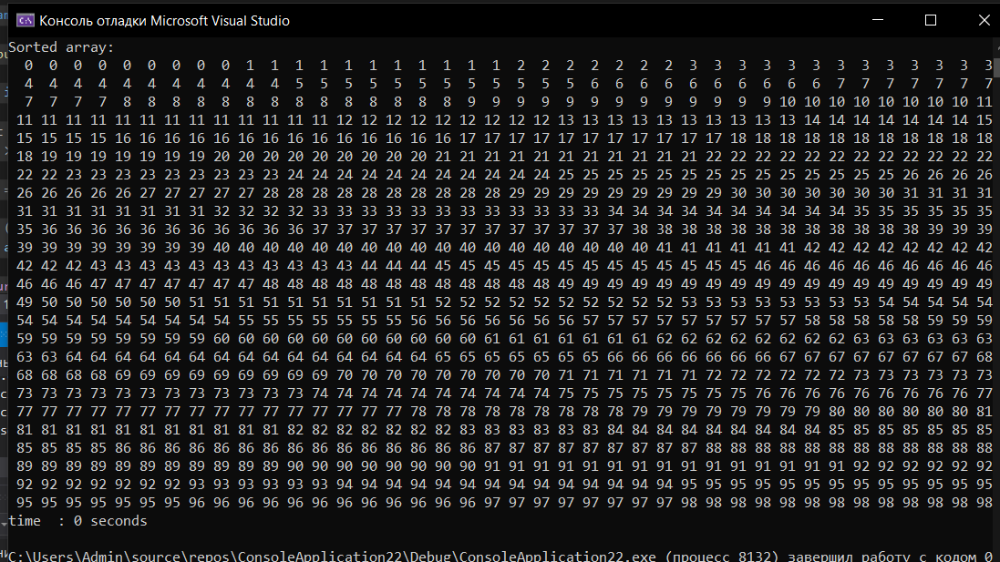 Консоль отладки Microsoft Visual Studio
Sorted array:
0 0 0 0 0 0 0 0 0 1 1 1 1 1 1 1 1 1 1 1 2 2 2 2 2 2 2 3 3 3 3 3 3 3 3 3 3 3 3 3
4 4 4 4 4 4 4 4 4 4 4 5 5 5 5 5 5 5 5 5 5 5 5 6 6 6 6 6 6 6 6 6 6 7 7 7 7 7 7 7
7 7 7 7 8 8 8 8 8 8 8 8 8 8 8 8 8 8 9 9 9 9 9 9 9 9 9 9 9 9 9 10 10 10 10 10 10 10 10 11
11 11 11 11 11 11 11 11 11 11 11 11 11 12 12 12 12 12 12 12 12 12 13 13 13 13 13 13 13 13 13 13 14 14 14 14 14 14 14 15
15 15 15 15 16 16 16 16 16 16 16 16 16 16 16 16 16 16 17 17 17 17 17 17 17 17 17 17 17 18 18 18 18 18 18 18 18 18 18 18
18 19 19 19 19 19 19 19 20 20 20 20 20 20 20 20 20 21 21 21 21 21 21 21 21 21 21 21 22 22 22 22 22 22 22 22 22 22 22 22
22 22 23 23 23 23 23 23 23 23 23 24 24 24 24 24 24 24 24 24 24 24 25 25 25 25 25 25 25 25 25 25 25 25 25 25 26 26 26 26
26 26 26 26 26 27 27 27 27 27 28 28 28 28 28 28 28 28 28 28 29 29 29 29 29 29 29 29 29 30 30 30 30 30 30 30 31 31 31 31
31 31 31 31 31 31 31 31 32 32 32 32 33 33 33 33 33 33 33 33 33 33 33 33 34 34 34 34 34 34 34 34 34 34 35 35 35 35 35 35
35 36 36 36 36 36 36 36 36 36 36 36 37 37 37 37 37 37 37 37 37 37 37 37 37 38 38 38 38 38 38 38 38 38 38 38 38 39 39 39
39 39 39 39 39 39 39 39 40 40 40 40 40 40 40 40 40 40 40 40 40 40 40 40 40 40 41 41 41 41 41 41 42 42 42 42 42 42 42 42
42 42 42 43 43 43 43 43 43 43 43 43 43 43 44 44 44 45 45 45 45 45 45 45 45 45 45 45 45 45 46 46 46 46 46 46 46 46 46 46
46 46 46 47 47 47 47 47 47 47 48 48 48 48 48 48 48 48 48 48 48 48 49 49 49 49 49 49 49 49 49 49 49 49 49 49 49 49 49 49
49 50 50 50 50 50 50 51 51 51 51 51 51 51 51 51 51 52 52 52 52 52 52 52 52 52 52 53 53 53 53 53 53 53 53 54 54 54 54 54
54 54 54 54 54 54 54 54 54 55 55 55 55 55 55 55 56 56 56 56 56 56 56 57 57 57 57 57 57 57 57 57 58 58 58 58 58 59 59 59
59 59 59 59 59 59 59 59 60 60 60 60 60 60 60 60 60 60 60 61 61 61 61 61 61 61 62 62 62 62 62 62 62 62 63 63 63 63 63 63
63 63 64 64 64 64 64 64 64 64 64 64 64 64 64 64 64 65 65 65 65 65 65 65 66 66 66 66 66 66 66 67 67 67 67 67 67 67 67 68
68 68 68 68 69 69 69 69 69 69 69 69 69 70 70 70 70 70 70 70 70 70 71 71 71 71 71 71 72 72 72 72 72 72 73 73 73 73 73 73
73 73 73 73 73 73 73 73 73 73 73 73 74 74 74 74 74 74 74 74 74 74 75 75 75 75 75 75 75 75 76 76 76 76 76 76 76 76 76 77
77 77 77 77 77 77 77 77 77 77 77 77 77 77 77 77 78 78 78 78 78 78 78 78 78 79 79 79 79 79 79 79 79 80 80 80 80 80 80 81
81 81 81 81 81 81 81 81 81 81 81 82 82 82 82 82 82 82 83 83 83 83 83 83 84 84 84 84 84 84 84 84 84 85 85 85 85 85 85 85
85 85 85 85 86 86 86 86 86 86 86 86 86 86 86 86 86 86 86 87 87 87 87 87 87 87 87 87 88 88 88 88 88 88 88 88 88 88 88 88
89 89 89 89 89 89 89 89 89 89 90 90 90 90 90 90 90 90 90 91 91 91 91 91 91 91 91 91 91 91 91 91 91 91 92 92 92 92 92 92
92 92 92 92 92 92 92 93 93 93 93 93 93 94 94 94 94 94 94 94 94 94 94 94 94 94 94 95 95 95 95 95 95 95 95 95 95 95 95 95
95 95 95 95 95 95 95 96 96 96 96 96 96 96 96 96 96 96 96 97 97 97 97 97 97 97 97 98 98 98 98 98 98 98 98 98 98 98 98 98
time  : 0 seconds
C:\Users\Admin\source\repos\ConsoleApplication22\Debug\ConsoleApplication22.exe (процесс 8132) завершил работу с кодом 0